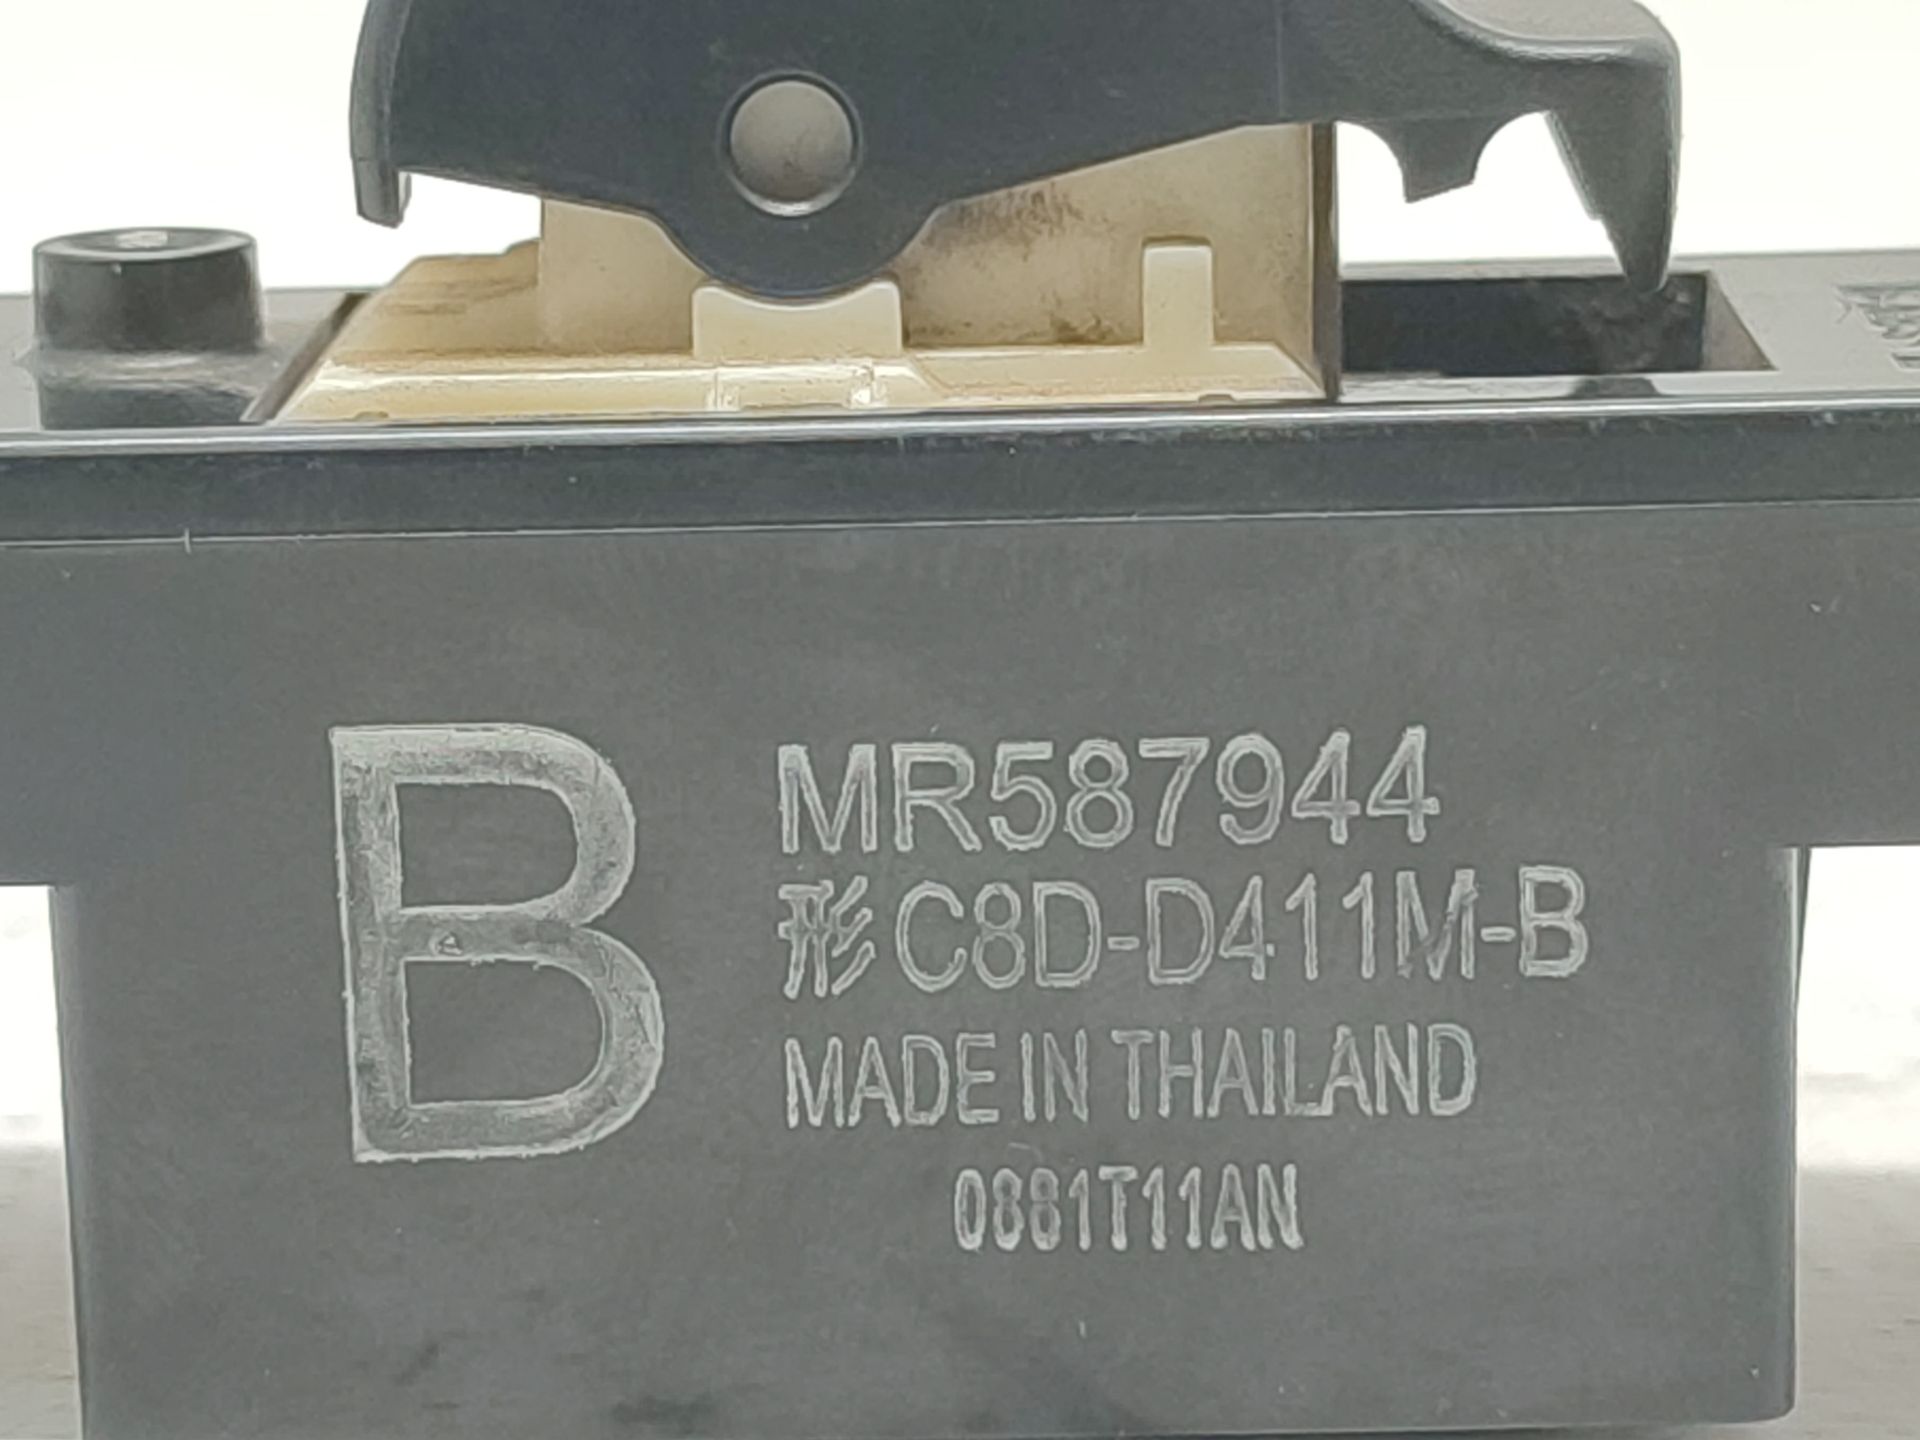 B
MR587944
形C8D-D411M-B
MADE IN THAILAND
0881T11AN